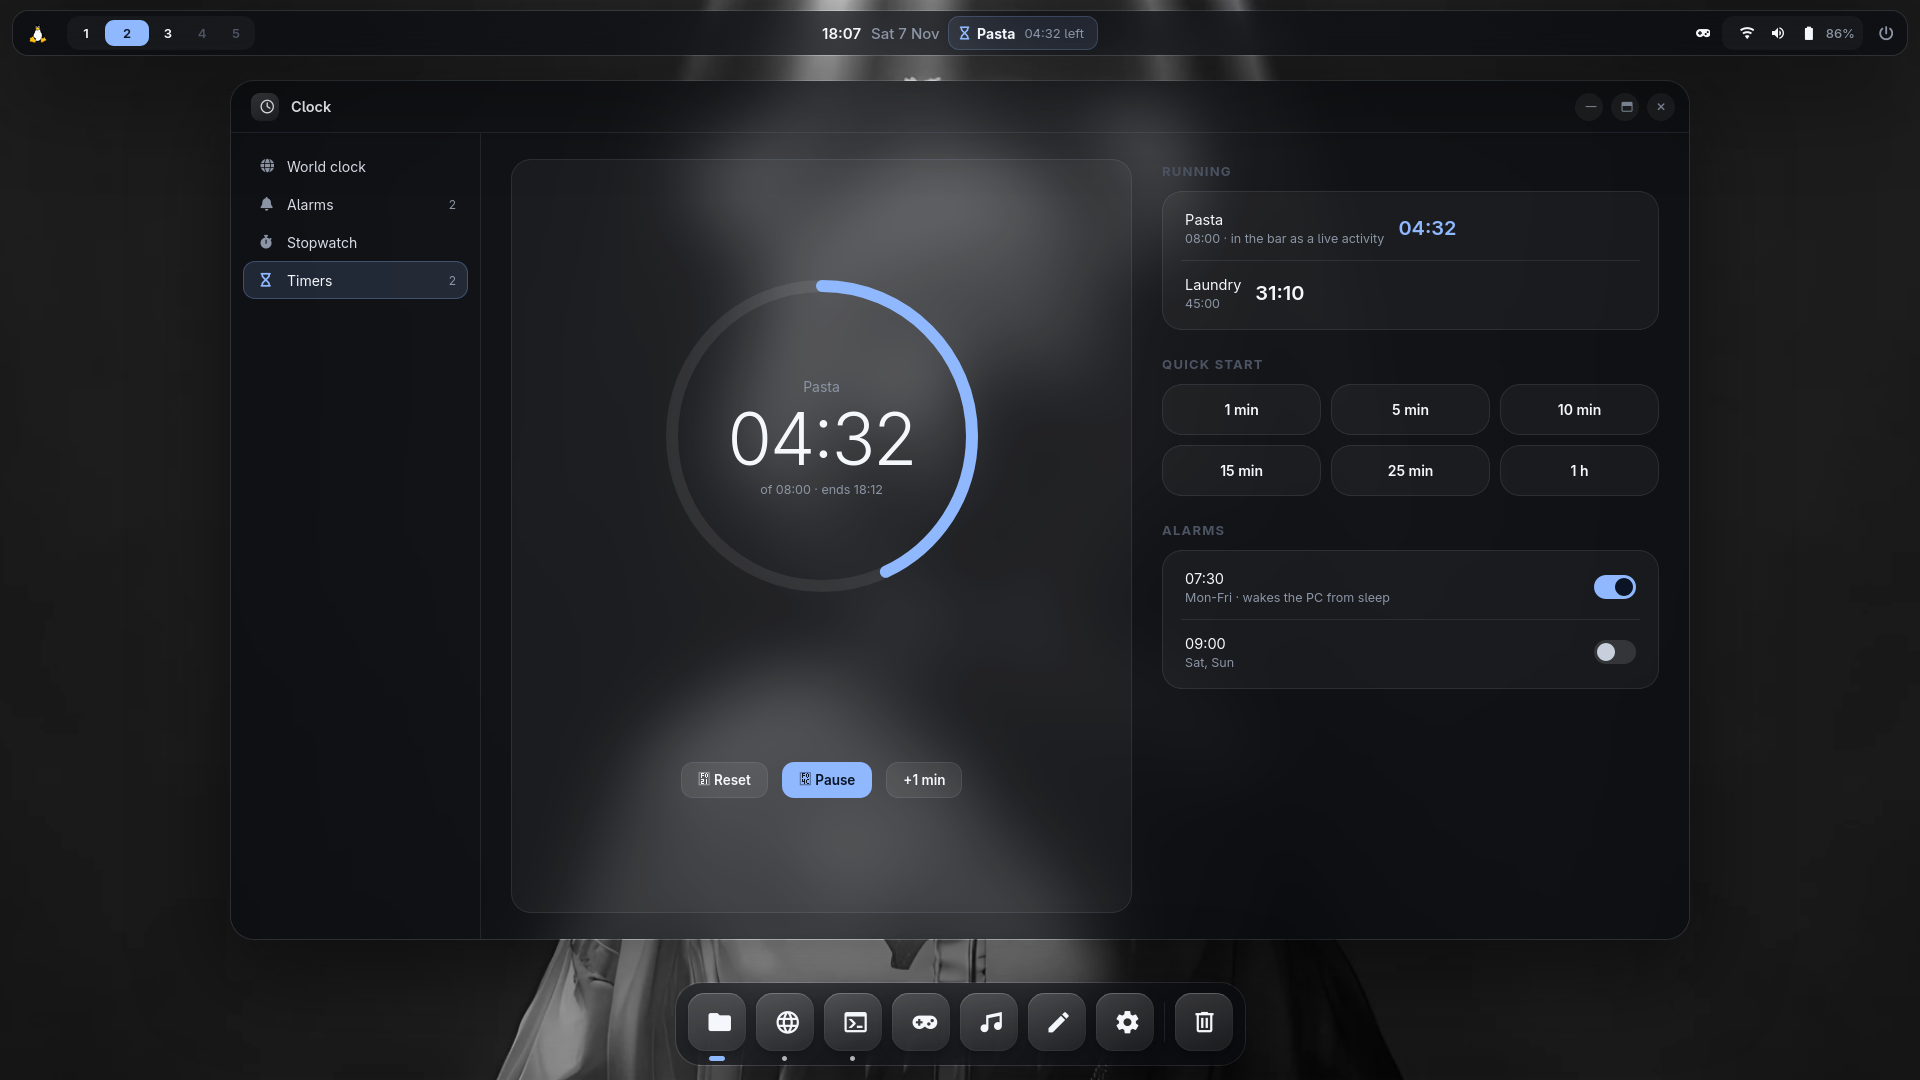 1 2 3 4 5
18:07 Sat 7 Nov
Pasta 04:32 left
86%
Clock
World clock
Alarms 2
Stopwatch
Timers 2
Pasta
04:32
of 08:00 · ends 18:12
Reset
Pause
+1 min
RUNNING
Pasta
08:00 · in the bar as a live activity
04:32
Laundry
45:00
31:10
QUICK START
1 min
5 min
10 min
15 min
25 min
1 h
ALARMS
07:30
Mon-Fri · wakes the PC from sleep
09:00
Sat, Sun